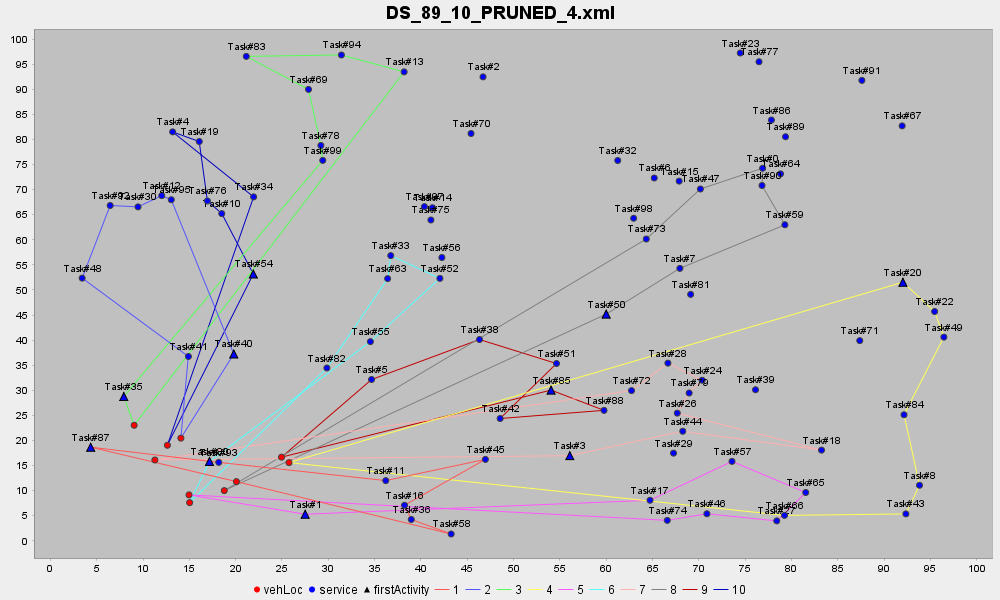 DS_89_10_PRUNED_4.xml
100
95
90
85
80
75
70
65
60
55
50
45
40
35
30
25
20
15
10
5
0
Task#83
Task#94
Task#13
Task#2
Task#23
Task#77
Task#91
Task#69
Task#4
Task#19
Task#70
Task#86
Task#67
Task#89
Task#78
Task#99
Task#32
Task#0
Task#64
Task#6
Task#15
Task#47
Task#90
Task#12
Task#95
Task#76
Task#34
Task#30
Task#10
Task#14
Task#75
Task#98
Task#59
Task#73
Task#33
Task#56
Task#54
Task#48
Task#63
Task#52
Task#7
Task#20
Task#81
Task#50
Task#22
Task#49
Task#71
Task#55
Task#38
Task#41
Task#40
Task#82
Task#5
Task#51
Task#28
Task#24
Task#35
Task#85
Task#72
Task#79
Task#39
Task#42
Task#88
Task#26
Task#84
Task#44
Task#87
Task#18
Task#93
Task#45
Task#3
Task#29
Task#57
Task#11
Task#8
Task#65
Task#1
Task#16
Task#17
Task#36
Task#74
Task#46
Task#66
Task#27
Task#43
Task#58
0 5 10 15 20 25 30 35 40 45 50 55 60 65 70 75 80 85 90 95 100
vehLoc service firstActivity 1 2 3 4 5 6 7 8 9 10